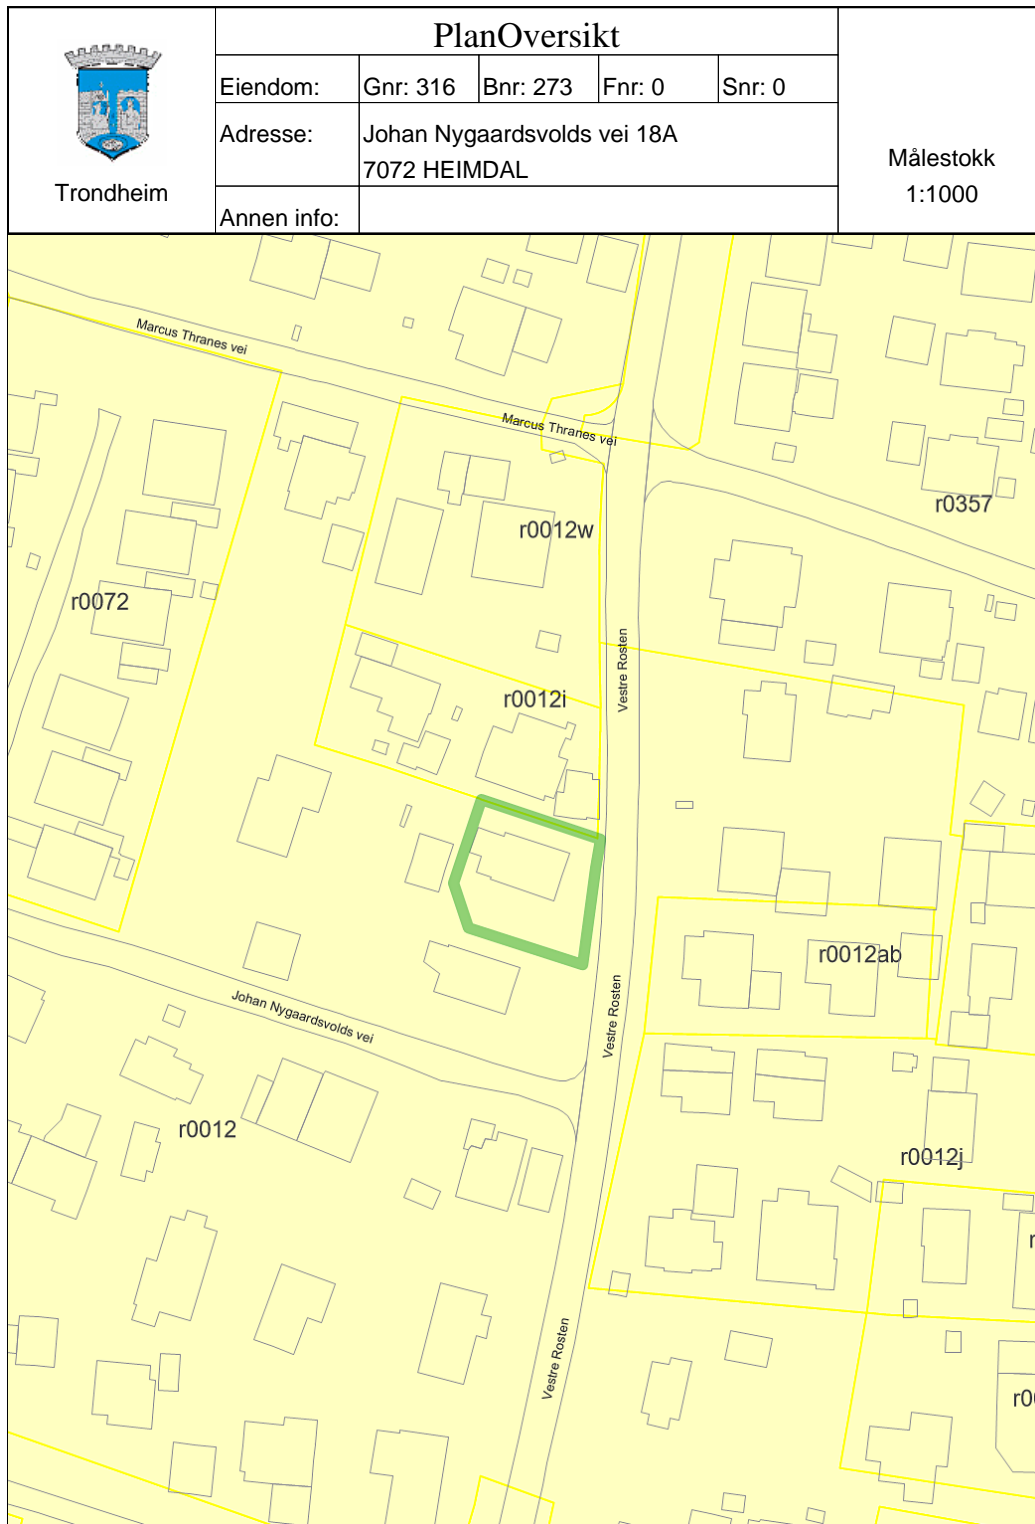 PlanOversikt
Eiendom: Gnr: 316 Bnr: 273 Fnr: 0 Snr: 0
Adresse: Johan Nygaardsvolds vei 18A
7072 HEIMDAL
Annen info:
Trondheim
Målestokk
1:1000
Marcus Thranes vei
Marcus Thranes vei
r0357
r0012w
r0072
Vestre Rosten
r0012i
r0012ab
Johan Nygaardsvolds vei
Vestre Rosten
r0012
r0012j
Vestre Rosten